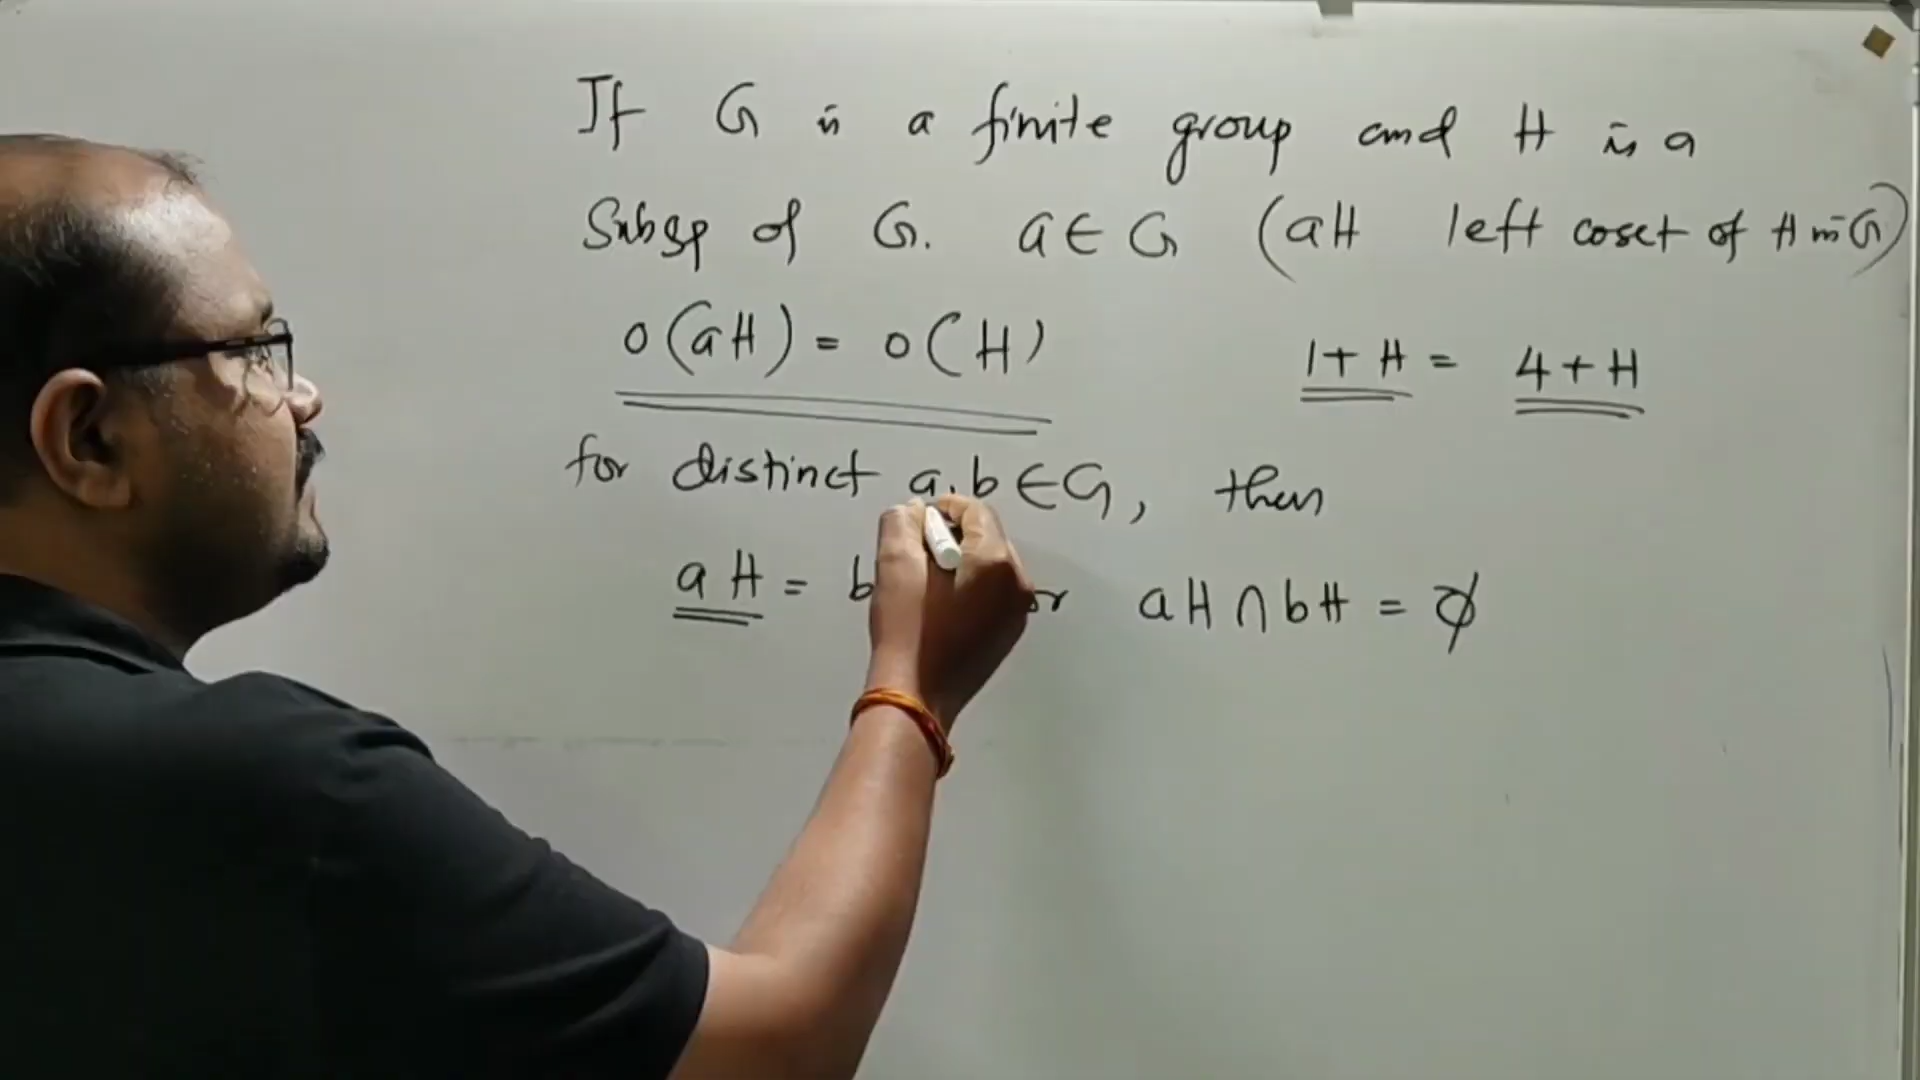 If G is a finite group and H is a
Subgp of G. a ∈ G (aH left coset of H in G)
o(aH) = o(H)
1+H = 4+H
for distinct a, b ∈ G, then
aH = b or aH ∩ bH = φ